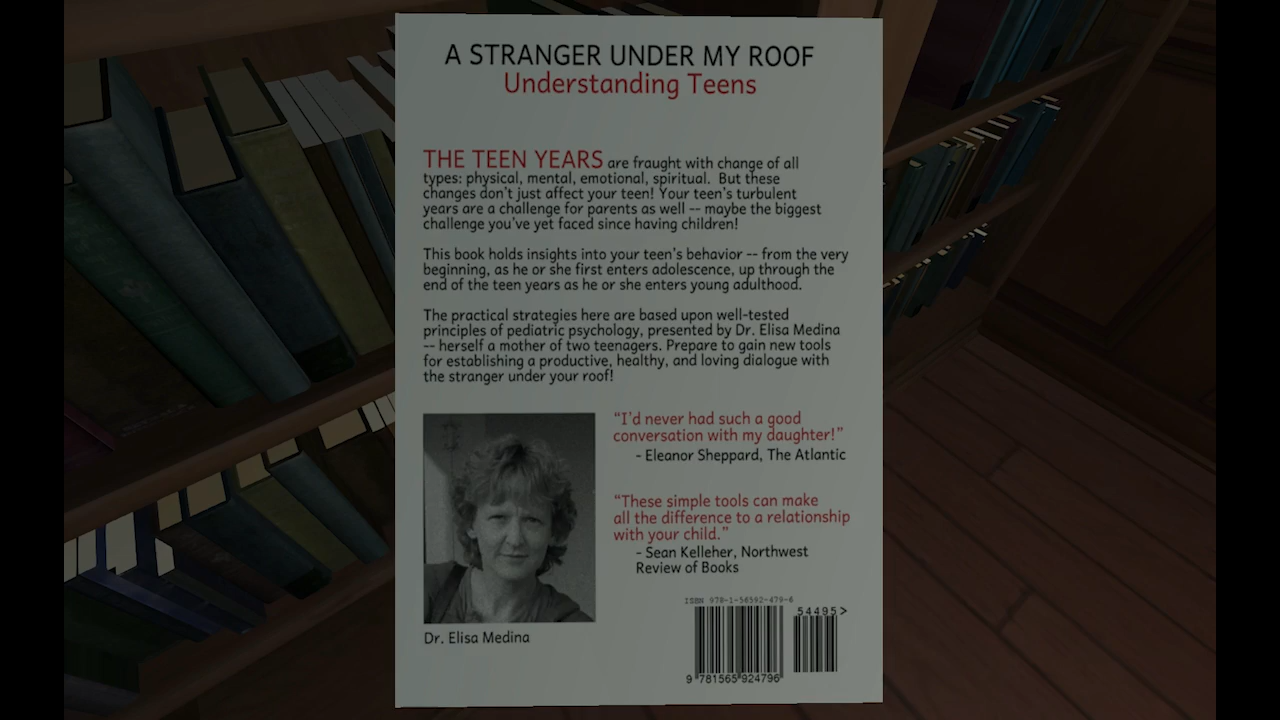 A STRANGER UNDER MY ROOF
Understanding Teens
THE TEEN YEARS are fraught with change of all
types: physical, mental, emotional, spiritual. But these
changes don't just affect your teen! Your teen's turbulent
years are a challenge for parents as well -- maybe the biggest
challenge you've yet faced since having children!
This book holds insights into your teen's behavior -- from the very
beginning, as he or she first enters adolescence, up through the
end of the teen years as he or she enters young adulthood.
The practical strategies here are based upon well-tested
principles of pediatric psychology, presented by Dr. Elisa Medina
-- herself a mother of two teenagers. Prepare to gain new tools
for establishing a productive, healthy, and loving dialogue with
the stranger under your roof!
“I'd never had such a good
conversation with my daughter!”
- Eleanor Sheppard, The Atlantic
“These simple tools can make
all the difference to a relationship
with your child.”
- Sean Kelleher, Northwest
Review of Books
Dr. Elisa Medina
ISBN 978-1-56592-479-6
54495>
9 781565 924796